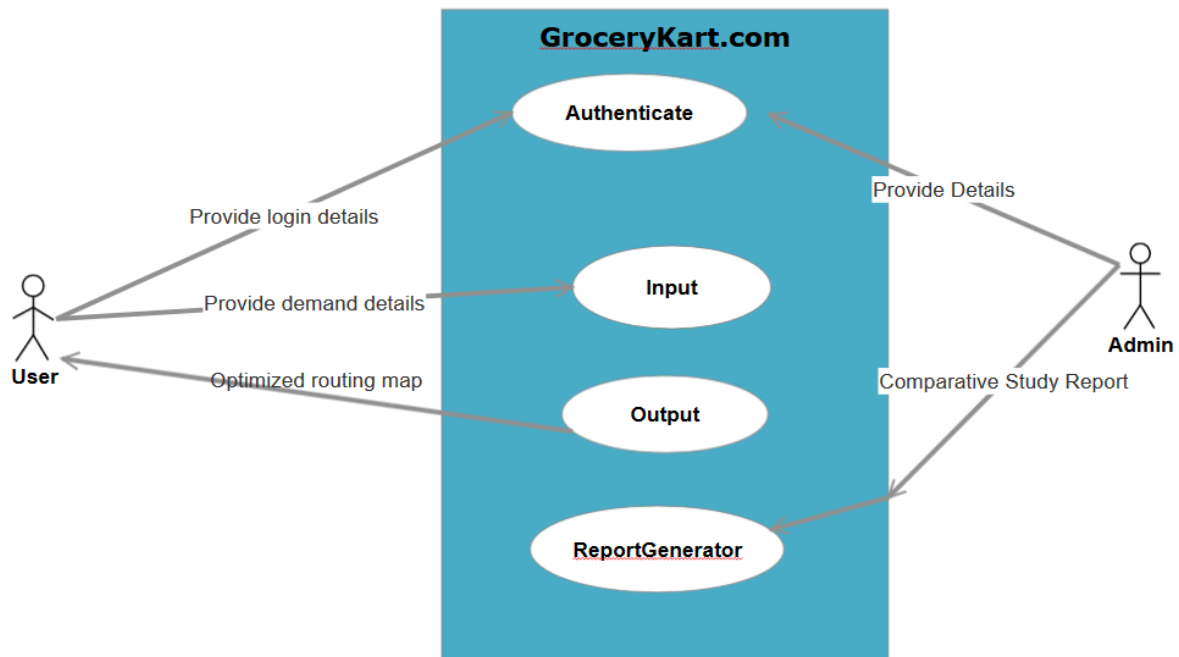 GroceryKart.com
Authenticate
Provide Details
Provide login details
Input
Provide demand details
Admin
User
Optimized routing map
Comparative Study Report
Output
ReportGenerator